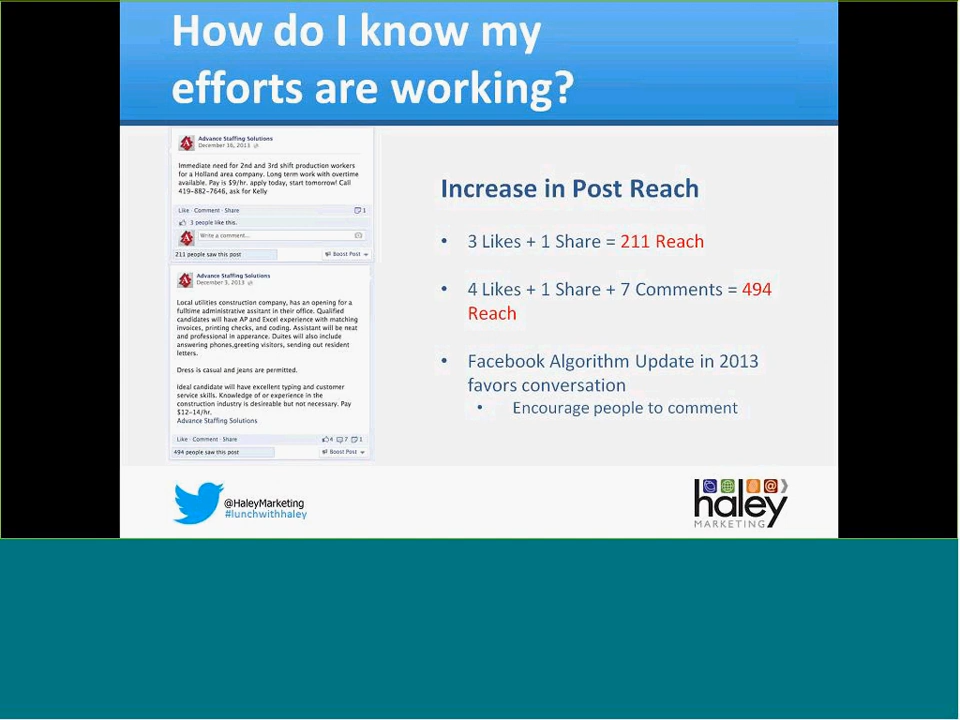 How do I know my
efforts are working?
Advance Staffing Solutions
December 16, 2013
Immediate need for 2nd and 3rd shift production workers
for a Holland area company. Long term work with overtime
available. Pay is $9/hr. apply today, start tomorrow! Call
419-882-7646, ask for Kelly
Like · Comment · Share 1
3 people like this.
Write a comment...
211 people saw this post Boost Post
Advance Staffing Solutions
December 3, 2013
Local utilities construction company, has an opening for a
fulltime administrative assitant in their office. Qualified
candidates will have AP and Excel experience with matching
invoices, printing checks, and coding. Assistant will be neat
and professional in apperance. Duites will also include
answering phones,greeting visitors, sending out resident
letters.
Dress is casual and jeans are permitted.
Ideal candidate will have excellent typing and customer
service skills. Knowledge of or experience in the
construction industry is desireable but not necessary. Pay
$12-14/hr.
Advance Staffing Solutions
Like · Comment · Share 4 7 1
494 people saw this post Boost Post
Increase in Post Reach
• 3 Likes + 1 Share = 211 Reach
• 4 Likes + 1 Share + 7 Comments = 494
Reach
• Facebook Algorithm Update in 2013
favors conversation
• Encourage people to comment
@HaleyMarketing
#lunchwithhaley
haley
MARKETING